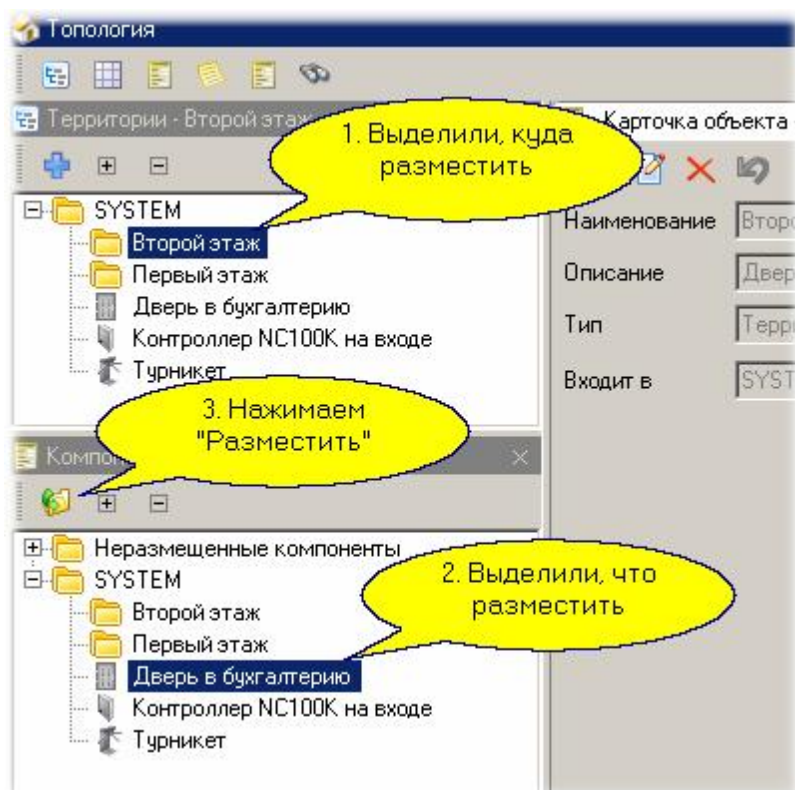 Топология
Территории - Второй этаж
1. Выделили, куда
разместить
Карточка объекта
SYSTEM
Второй этаж
Первый этаж
Дверь в бухгалтерию
Контроллер NC100K на входе
Турникет
Наименование
Описание
Тип
Входит в
3. Нажимаем
"Разместить"
Неразмещенные компоненты
SYSTEM
Второй этаж
Первый этаж
Дверь в бухгалтерию
Контроллер NC100K на входе
Турникет
2. Выделили, что
разместить